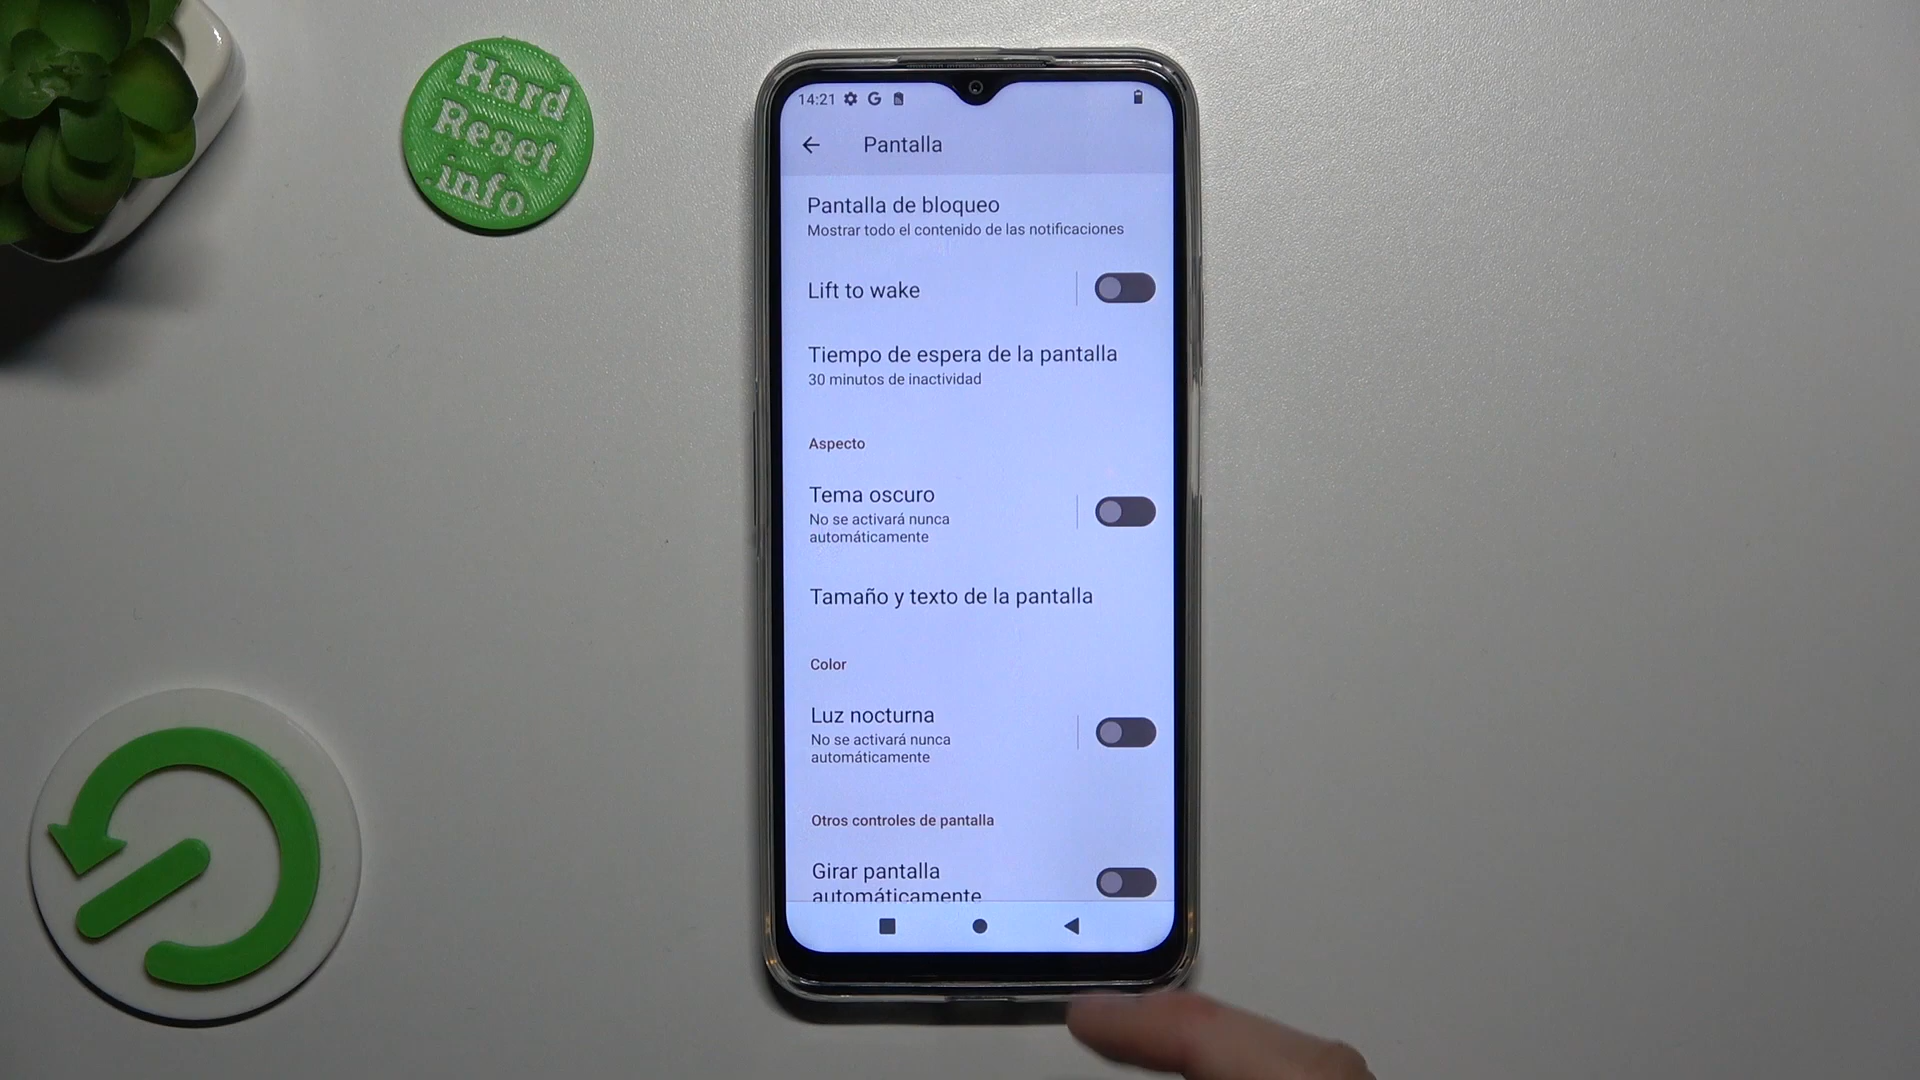 Hard
Reset
.info
14:21
Pantalla
Pantalla de bloqueo
Mostrar todo el contenido de las notificaciones
Lift to wake
Tiempo de espera de la pantalla
30 minutos de inactividad
Aspecto
Tema oscuro
No se activará nunca
automáticamente
Tamaño y texto de la pantalla
Color
Luz nocturna
No se activará nunca
automáticamente
Otros controles de pantalla
Girar pantalla
automáticamente